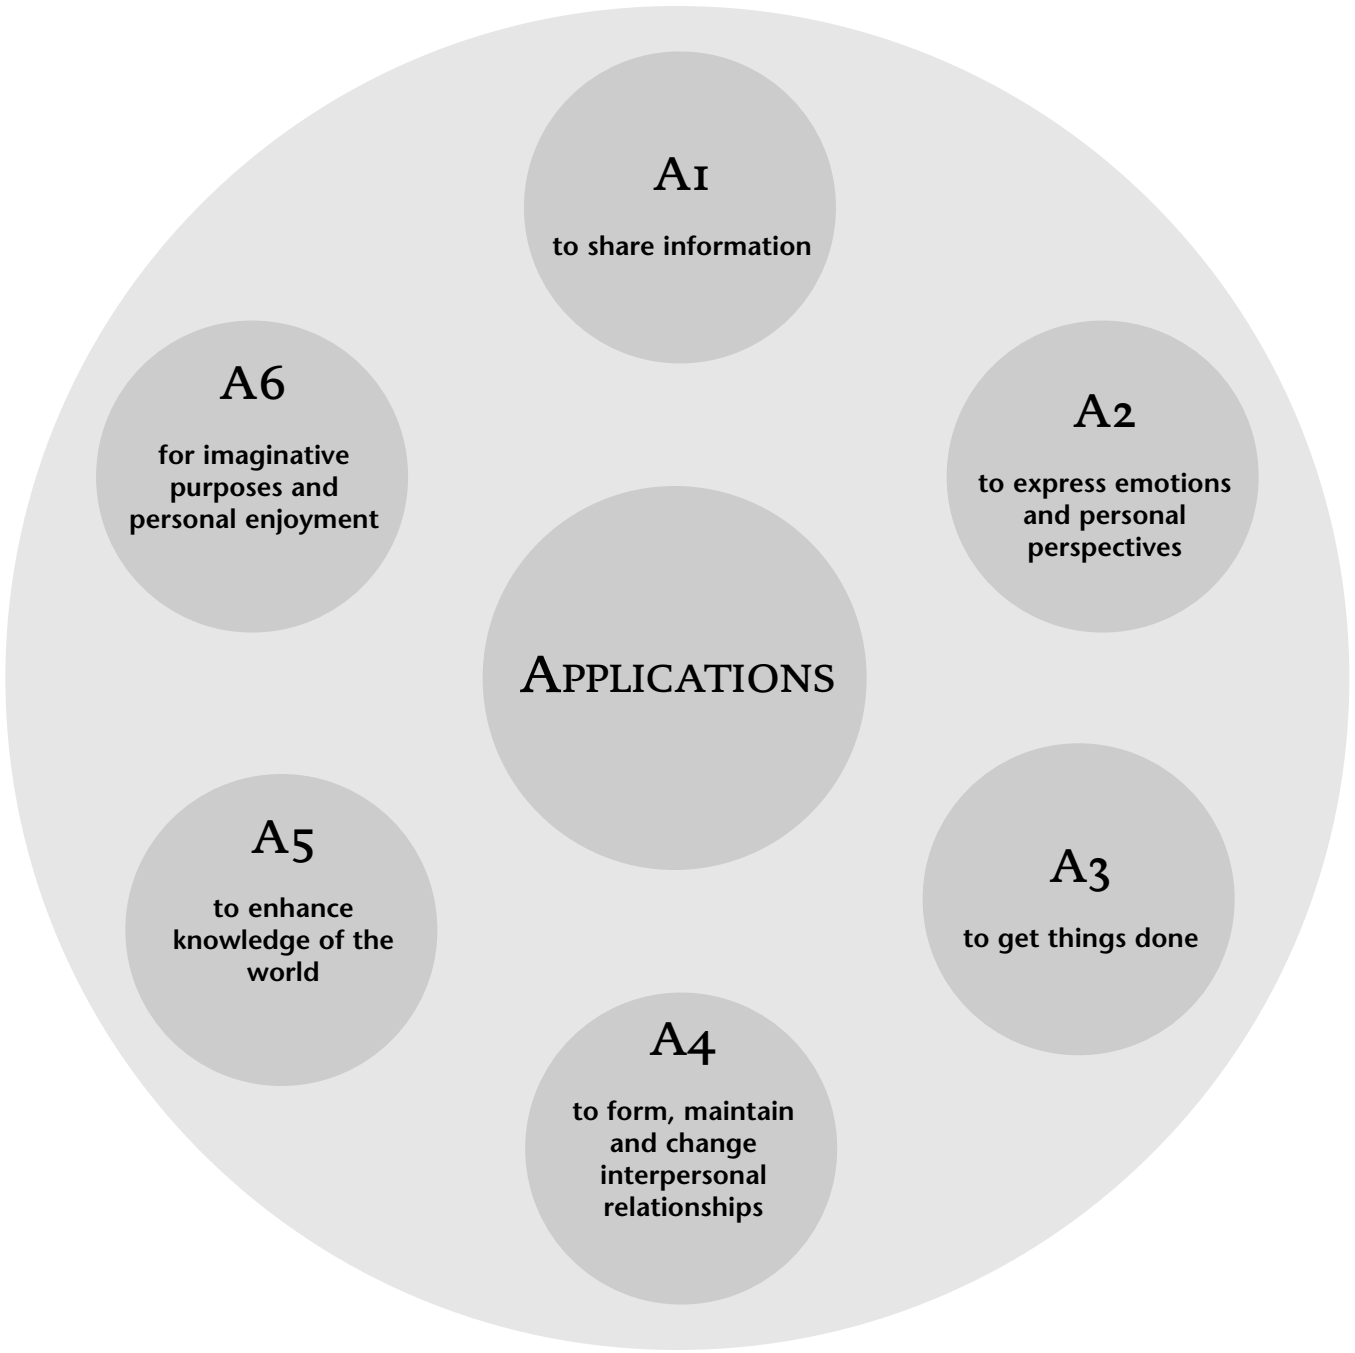 A1
to share information
A2
to express emotions
and personal
perspectives
A3
to get things done
A4
to form, maintain
and change
interpersonal
relationships
A5
to enhance
knowledge of the
world
A6
for imaginative
purposes and
personal enjoyment
Applications